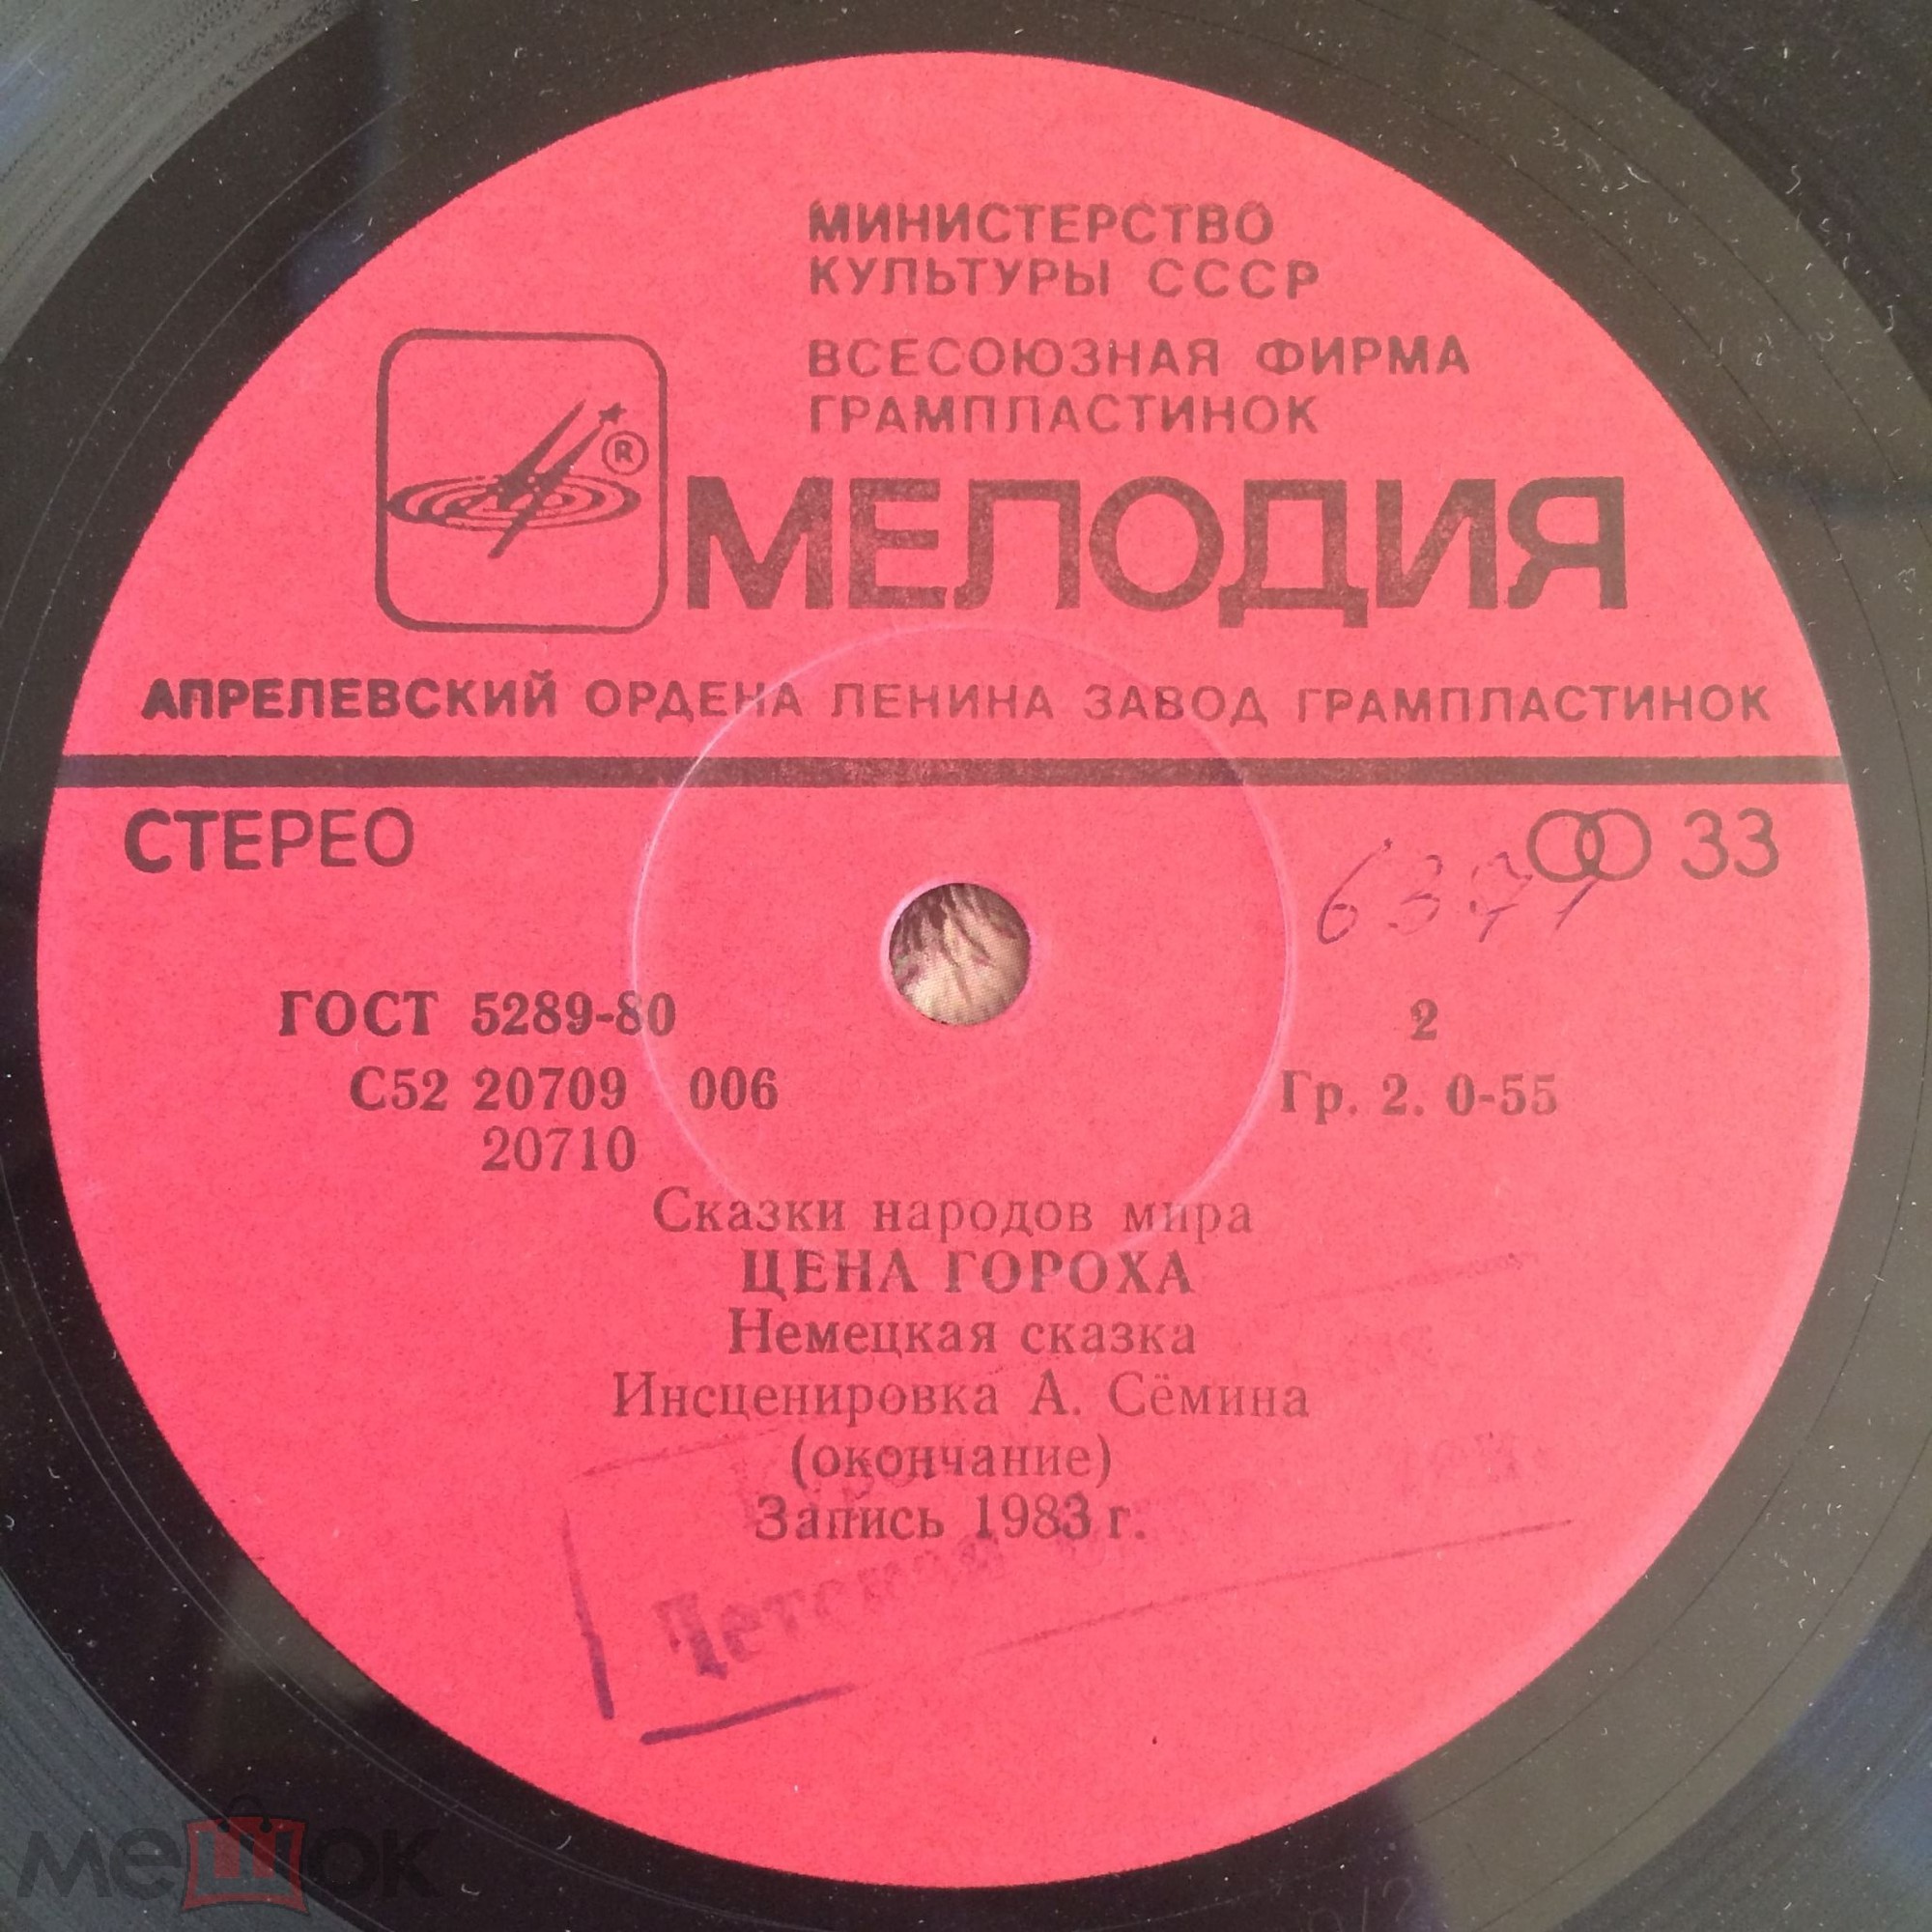 МИНИСТЕРСТВО
КУЛЬТУРЫ СССР
ВСЕСОЮЗНАЯ ФИРМА
ГРАМПЛАСТИНОК
®
МЕЛОДИЯ
АПРЕЛЕВСКИЙ ОРДЕНА ЛЕНИНА ЗАВОД ГРАМПЛАСТИНОК
СТЕРЕО
33
ГОСТ 5289-80
2
С52 20709 006
Гр. 2. 0-55
20710
Сказки народов мира
ЦЕНА ГОРОХА
Немецкая сказка
Инсценировка А. Сёмина
(окончание)
Запись 1983 г.
Детская
мешок